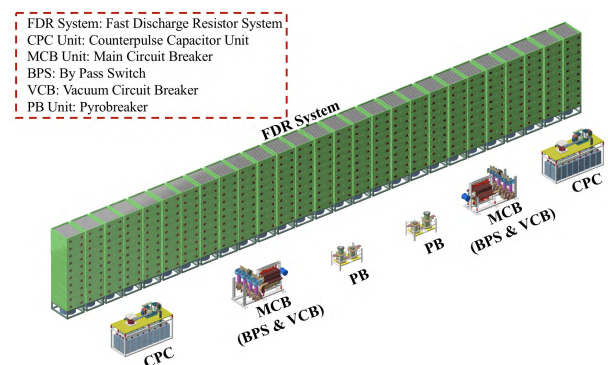 FDR System: Fast Discharge Resistor System
CPC Unit: Counterpulse Capacitor Unit
MCB Unit: Main Circuit Breaker
BPS: By Pass Switch
VCB: Vacuum Circuit Breaker
PB Unit: Pyrobreaker
FDR System
CPC
MCB
(BPS & VCB)
PB
PB
MCB
(BPS & VCB)
CPC